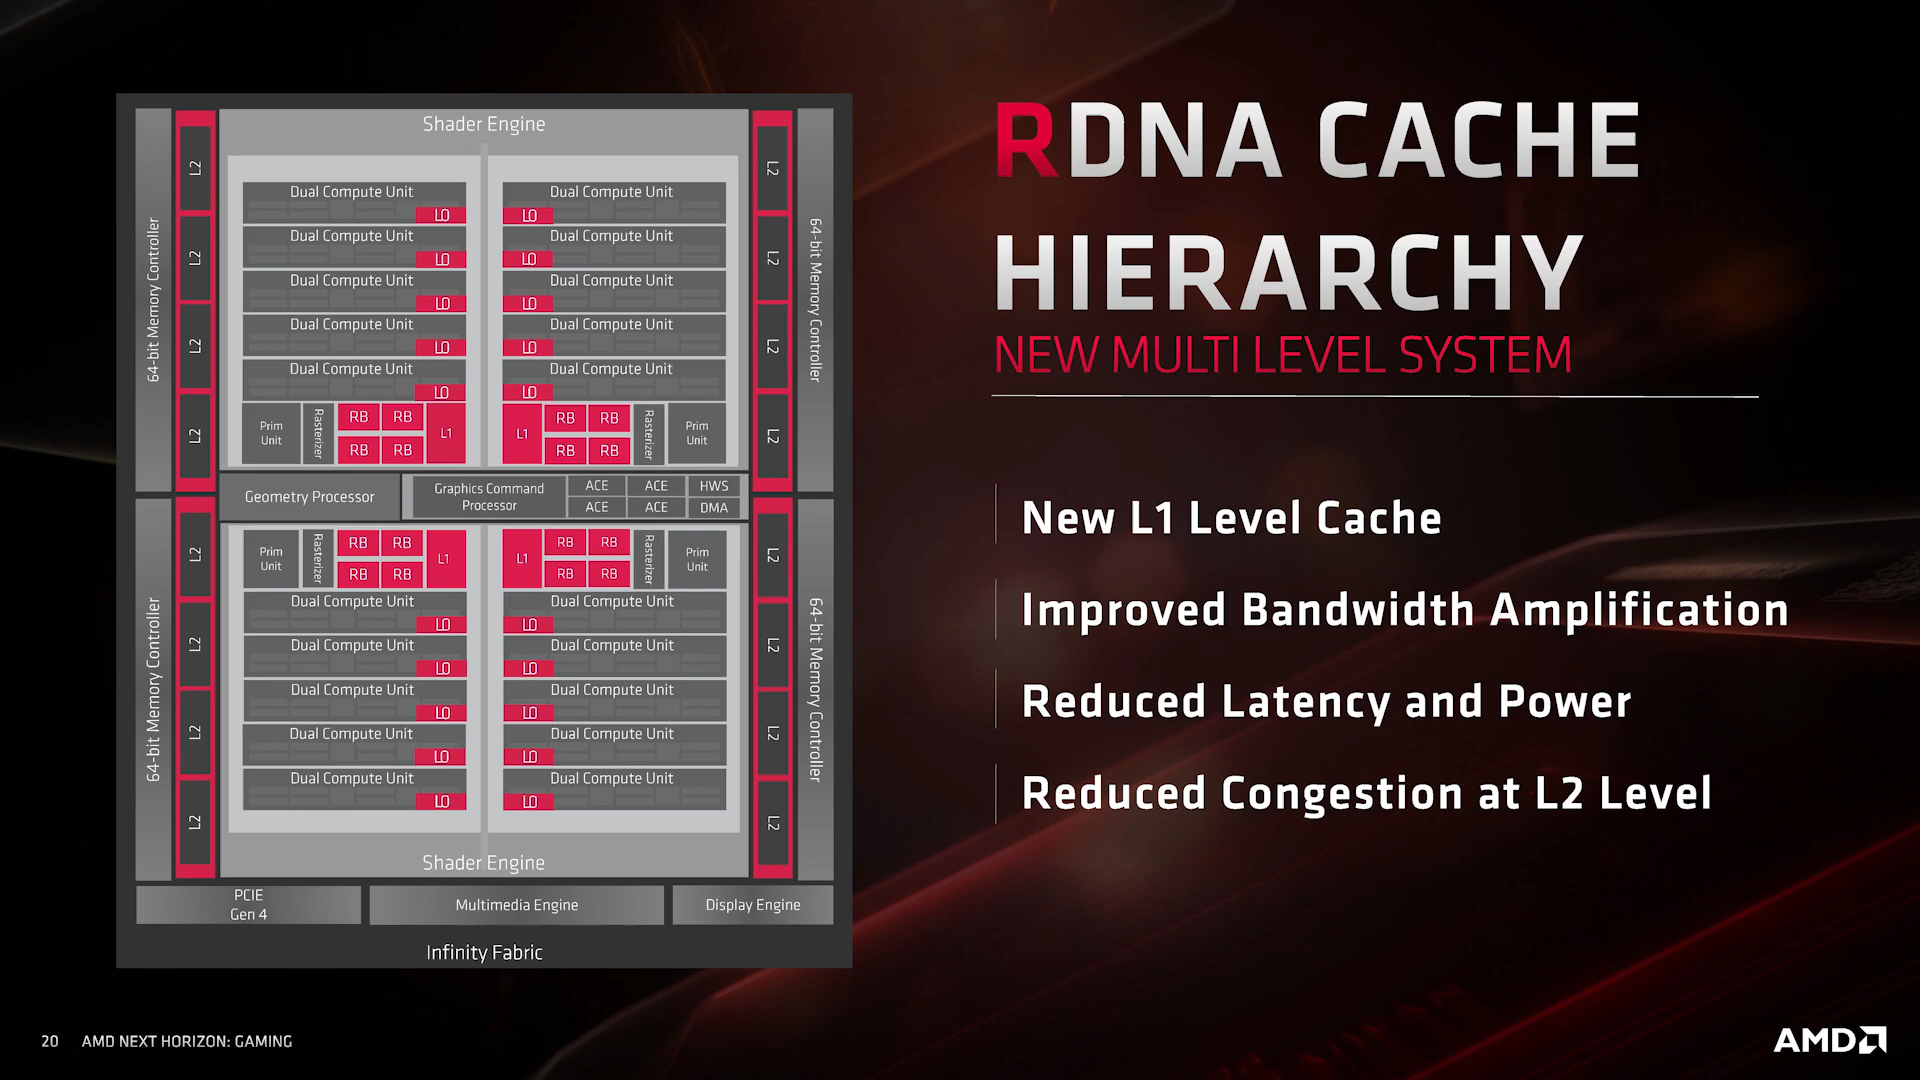 Shader Engine
64-bit Memory Controller
L2
L2
L2
L2
Dual Compute Unit
L0
Dual Compute Unit
L0
Dual Compute Unit
L0
Dual Compute Unit
L0
Dual Compute Unit
L0
Dual Compute Unit
L0
Dual Compute Unit
L0
Dual Compute Unit
L0
Dual Compute Unit
L0
Dual Compute Unit
L0
L2
L2
L2
L2
64-bit Memory Controller
Prim
Unit
Rasterizer
RB RB
RB RB
L1
L1
RB RB
RB RB
Rasterizer
Prim
Unit
Geometry Processor
Graphics Command
Processor
ACE ACE HWS
ACE ACE DMA
64-bit Memory Controller
L2
L2
L2
L2
Prim
Unit
Rasterizer
RB RB
RB RB
L1
L1
RB RB
RB RB
Rasterizer
Prim
Unit
Dual Compute Unit
L0
Dual Compute Unit
L0
Dual Compute Unit
L0
Dual Compute Unit
L0
Dual Compute Unit
L0
Dual Compute Unit
L0
Dual Compute Unit
L0
Dual Compute Unit
L0
Dual Compute Unit
L0
Dual Compute Unit
L0
L2
L2
L2
L2
64-bit Memory Controller
Shader Engine
PCIE
Gen 4
Multimedia Engine
Display Engine
Infinity Fabric
RDNA CACHE
HIERARCHY
NEW MULTI LEVEL SYSTEM
New L1 Level Cache
Improved Bandwidth Amplification
Reduced Latency and Power
Reduced Congestion at L2 Level
20 AMD NEXT HORIZON: GAMING
AMD